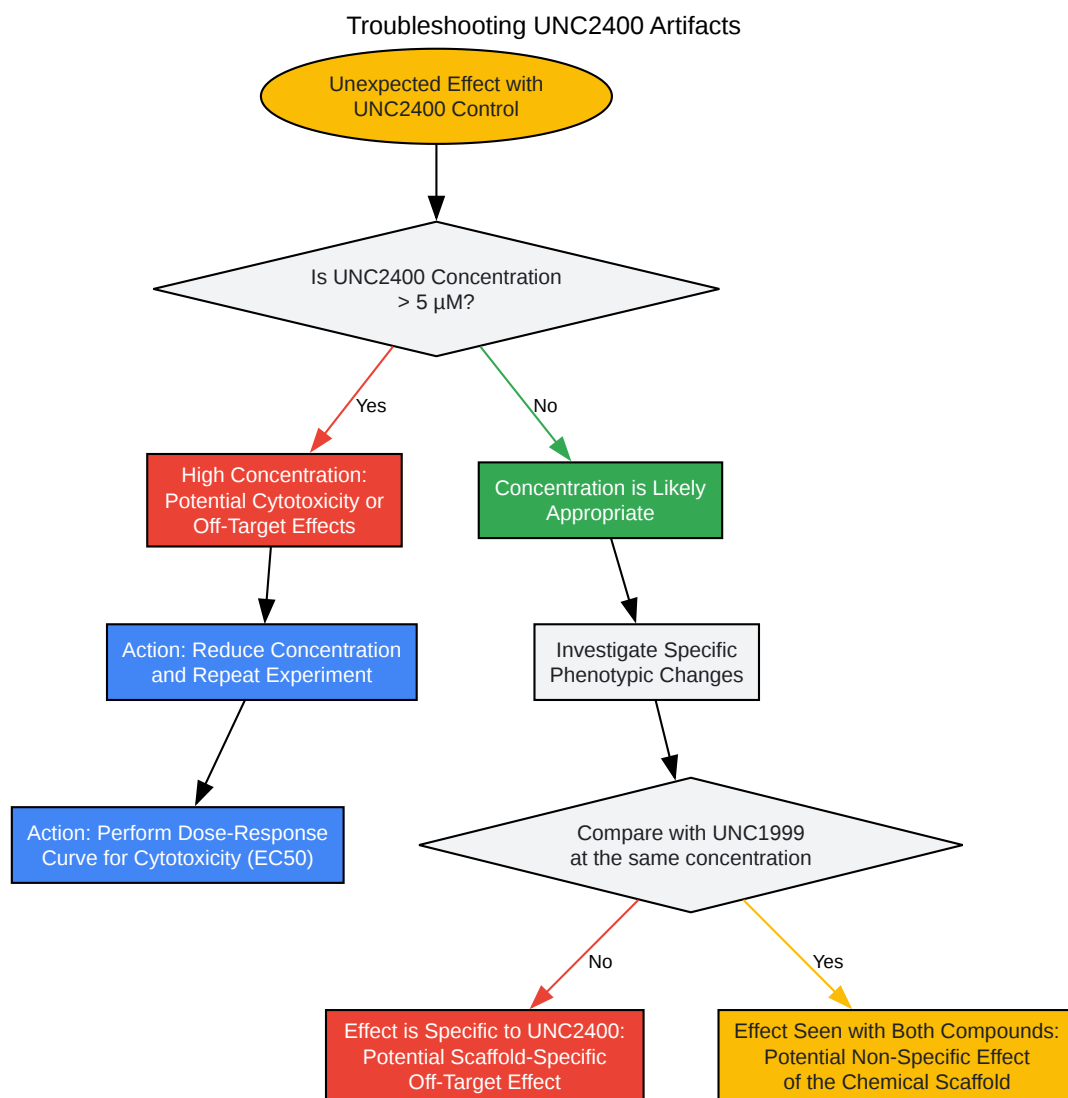 Troubleshooting UNC2400 Artifacts
Unexpected Effect with
UNC2400 Control
Is UNC2400 Concentration
> 5 µM?
Yes
No
High Concentration:
Potential Cytotoxicity or
Off-Target Effects
Concentration is Likely
Appropriate
Action: Reduce Concentration
and Repeat Experiment
Investigate Specific
Phenotypic Changes
Action: Perform Dose-Response
Curve for Cytotoxicity (EC50)
Compare with UNC1999
at the same concentration
No
Yes
Effect is Specific to UNC2400:
Potential Scaffold-Specific
Off-Target Effect
Effect Seen with Both Compounds:
Potential Non-Specific Effect
of the Chemical Scaffold